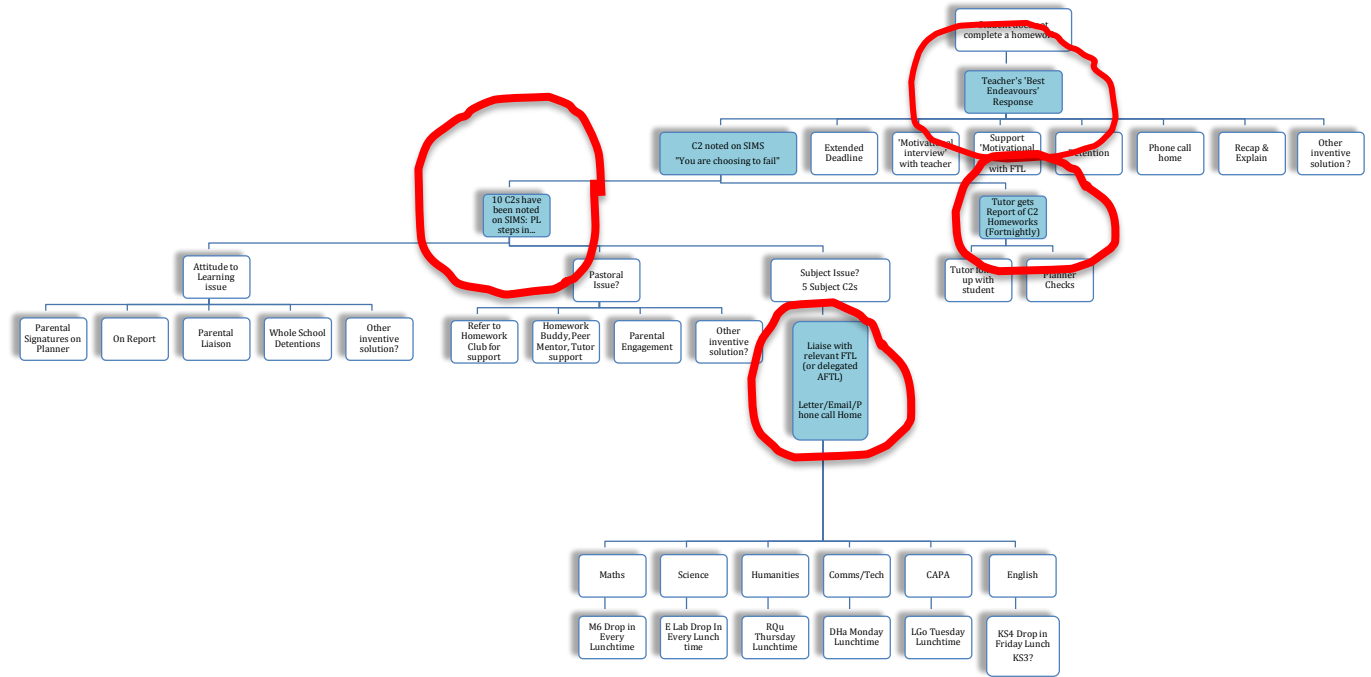 complete a homework
Teacher's 'Best
Endeavours'
Response
C2 noted on SIMS
"You are choosing to fail"
Extended
Deadline
'Motivational
interview'
with teacher
Support
'Motivational
with FTL
Detention
Phone call
home
Recap &
Explain
Other
inventive
solution ?
10 C2s have
been noted
on SIMS: PL
steps in...
Tutor gets
Report of C2
Homeworks
(Fortnightly)
Attitude to
Learning
issue
Pastoral
Issue?
Subject Issue?
5 Subject C2s
Tutor
up with
student
Planner
Checks
Parental
Signatures on
Planner
On Report
Parental
Liaison
Whole School
Detentions
Other
inventive
solution?
Refer to
Homework
Club for
support
Homework
Buddy, Peer
Mentor, Tutor
support
Parental
Engagement
Other
inventive
solution?
Liaise with
relevant FTL
(or delegated
AFTL)
Letter/Email/P
hone call Home
Maths
Science
Humanities
Comms/Tech
CAPA
English
M6 Drop in
Every
Lunchtime
E Lab Drop In
Every Lunch
time
RQu
Thursday
Lunchtime
DHa Monday
Lunchtime
LGo Tuesday
Lunchtime
KS4 Drop in
Friday Lunch
KS3?